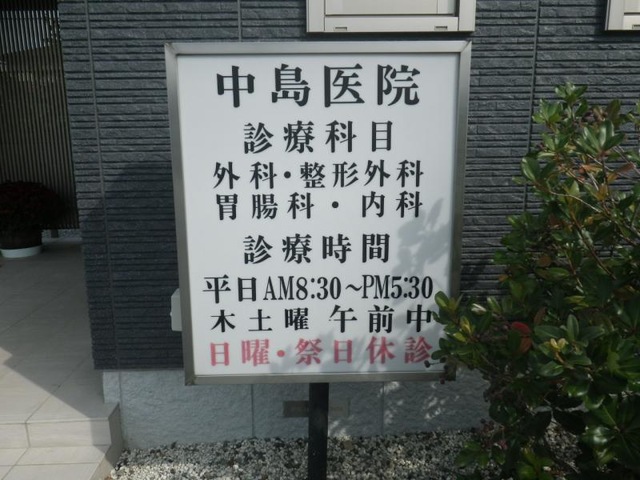 中島医院
診療科目
外科・整形外科
胃腸科・内科
診療時間
平日AM8:30～PM5:30
木土曜 午前中
日曜・祭日休診